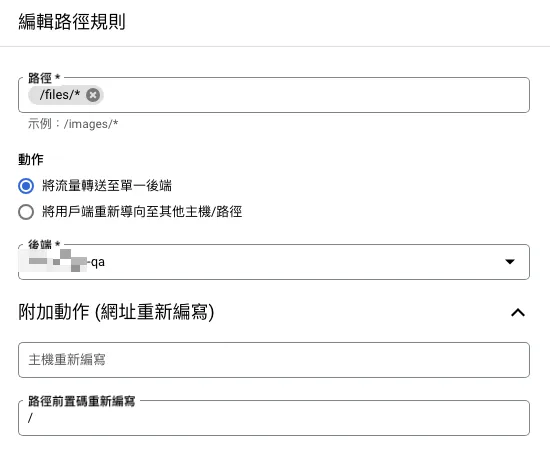 編輯路徑規則
路徑 *
/files/*
示例：/images/*
動作
將流量轉送至單一後端
將用戶端重新導向至其他主機/路徑
後端 *
-qa
附加動作 (網址重新編寫)
主機重新編寫
路徑前置碼重新編寫
/